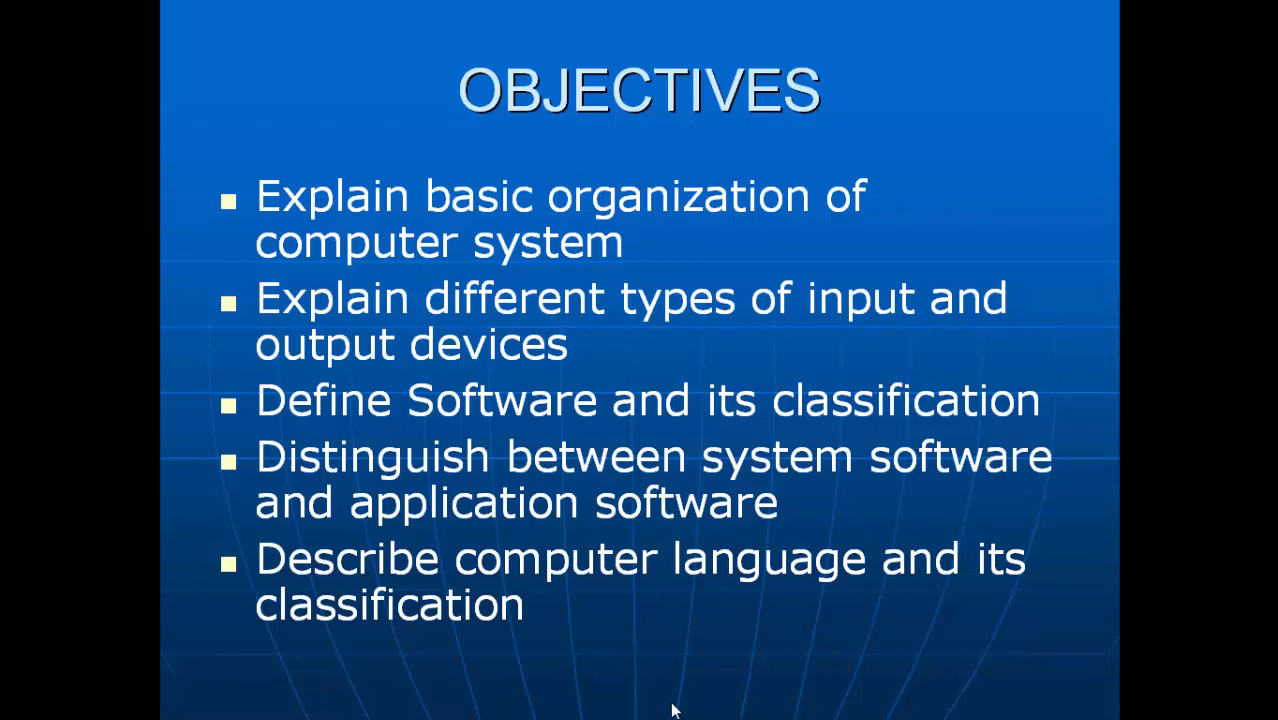 OBJECTIVES
Explain basic organization of
computer system
Explain different types of input and
output devices
Define Software and its classification
Distinguish between system software
and application software
Describe computer language and its
classification